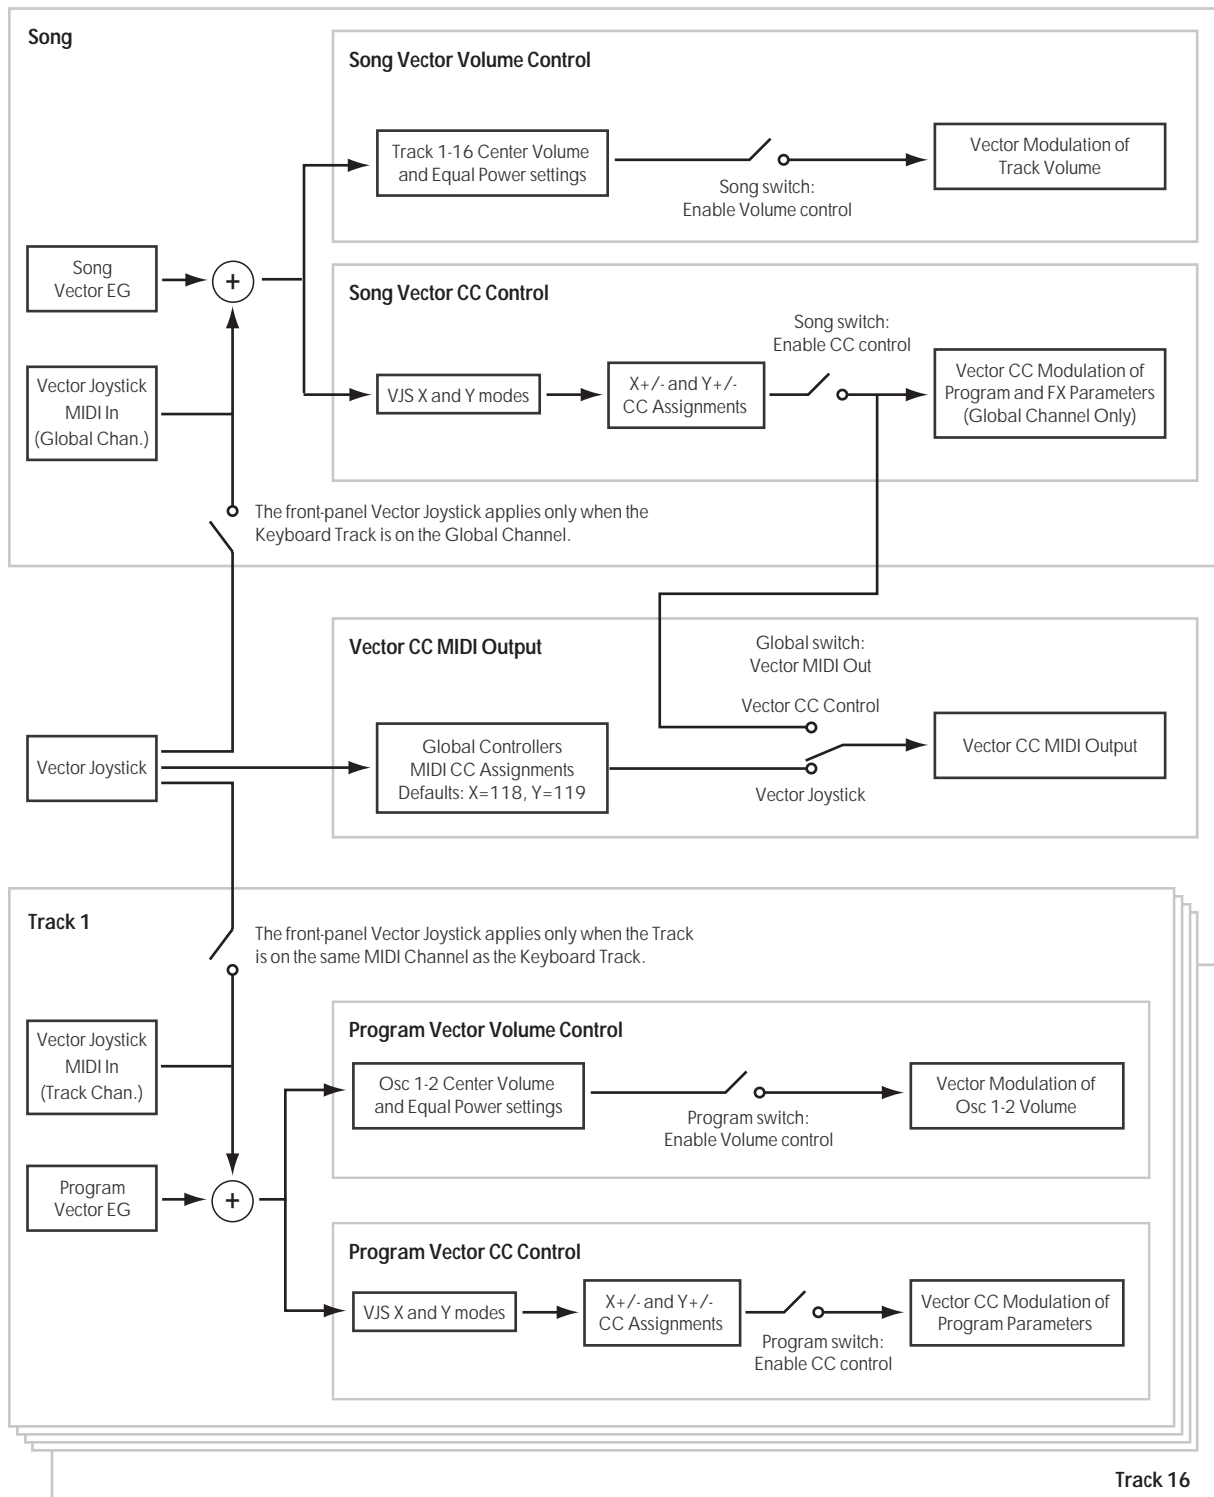 Song
Song Vector Volume Control
Track 1-16 Center Volume
and Equal Power settings
Song switch:
Enable Volume control
Vector Modulation of
Track Volume
Song
Vector EG
+
Song Vector CC Control
Song switch:
Enable CC control
Vector Joystick
MIDI In
(Global Chan.)
VJS X and Y modes
X+/- and Y+/-
CC Assignments
Vector CC Modulation of
Program and FX Parameters
(Global Channel Only)
The front-panel Vector Joystick applies only when the
Keyboard Track is on the Global Channel.
Vector CC MIDI Output
Global switch:
Vector MIDI Out
Vector CC Control
Vector Joystick
Global Controllers
MIDI CC Assignments
Defaults: X=118, Y=119
Vector Joystick
Vector CC MIDI Output
Track 1
The front-panel Vector Joystick applies only when the Track
is on the same MIDI Channel as the Keyboard Track.
Vector Joystick
MIDI In
(Track Chan.)
Program Vector Volume Control
Osc 1-2 Center Volume
and Equal Power settings
Program switch:
Enable Volume control
Vector Modulation of
Osc 1-2 Volume
Program
Vector EG
+
Program Vector CC Control
VJS X and Y modes
X+/- and Y+/-
CC Assignments
Program switch:
Enable CC control
Vector CC Modulation of
Program Parameters
Track 16